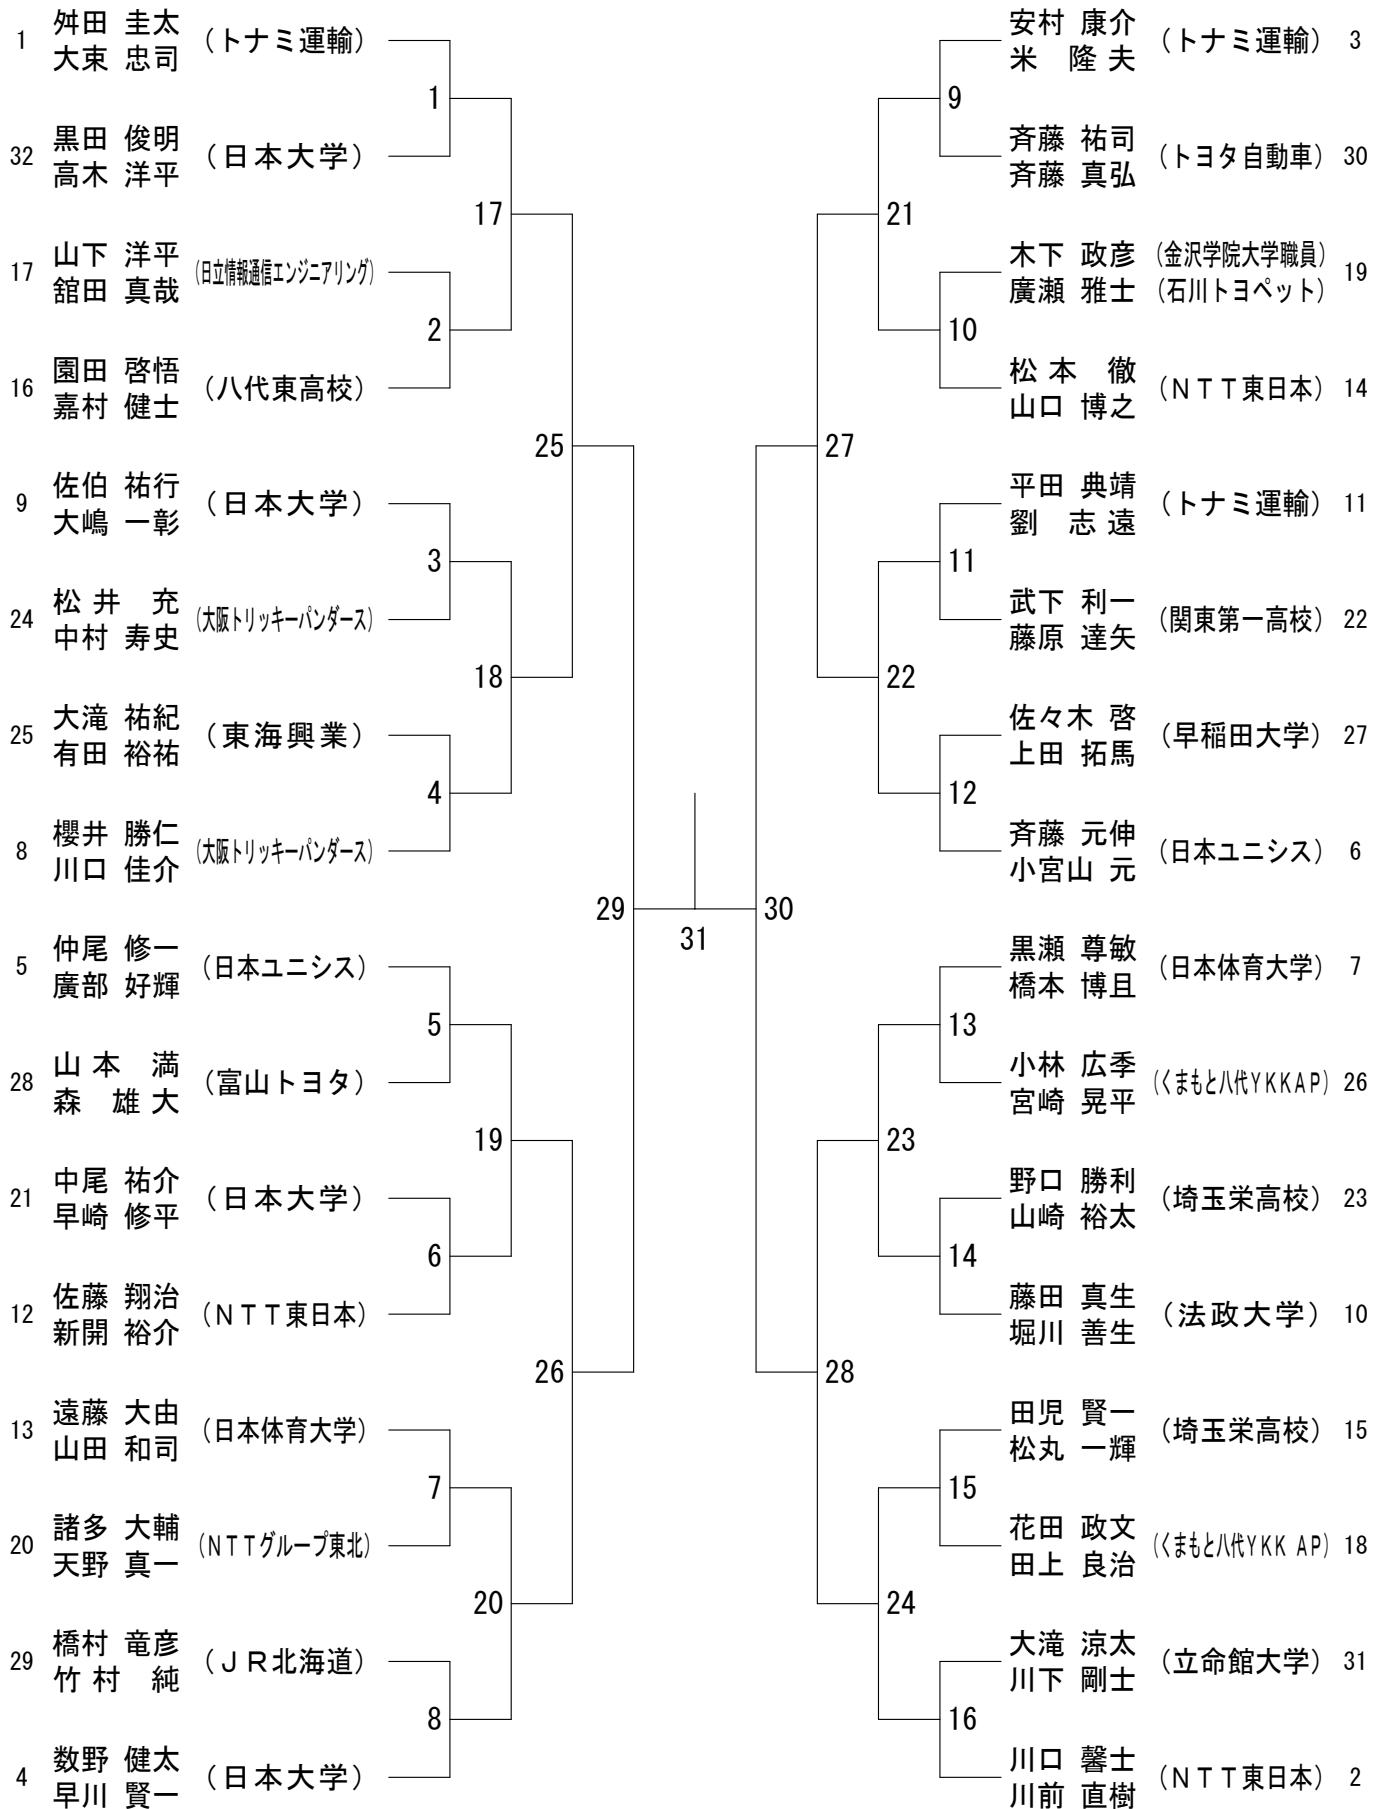 1 舛田 圭太 (トナミ運輸)
大束 忠司
1
32 黒田 俊明 (日本大学)
高木 洋平
17
17 山下 洋平 (日立情報通信エンジニアリング)
舘田 真哉
2
16 園田 啓悟 (八代東高校)
嘉村 健士
25
9 佐伯 祐行 (日本大学)
大嶋 一彰
3
24 松井 充 (大阪トリッキーパンダース)
中村 寿史
18
25 大滝 祐紀 (東海興業)
有田 裕祐
4
8 櫻井 勝仁 (大阪トリッキーパンダース)
川口 佳介
29
5 仲尾 修一 (日本ユニシス)
廣部 好輝
5
28 山本 満 (富山トヨタ)
森 雄大
19
21 中尾 祐介 (日本大学)
早崎 修平
6
12 佐藤 翔治 (NTT東日本)
新開 裕介
26
13 遠藤 大由 (日本体育大学)
山田 和司
7
20 諸多 大輔 (NTTグループ東北)
天野 真一
20
29 橋村 竜彦 (JR北海道)
竹村 純
8
4 数野 健太 (日本大学)
早川 賢一
31
安村 康介 (トナミ運輸) 3
米 隆夫
9
斉藤 祐司 (トヨタ自動車) 30
斉藤 真弘
21
木下 政彦 (金沢学院大学職員) 19
廣瀬 雅士 (石川トヨペット)
10
松本 徹 (NTT東日本) 14
山口 博之
27
平田 典靖 (トナミ運輸) 11
劉 志遠
11
武下 利一 (関東第一高校) 22
藤原 達矢
22
佐々木 啓 (早稲田大学) 27
上田 拓馬
12
斉藤 元伸 (日本ユニシス) 6
小宮山 元
30
黒瀬 尊敏 (日本体育大学) 7
橋本 博且
13
小林 広季 (くまもと八代YKKAP) 26
宮崎 晃平
23
野口 勝利 (埼玉栄高校) 23
山崎 裕太
14
藤田 真生 (法政大学) 10
堀川 善生
28
田児 賢一 (埼玉栄高校) 15
松丸 一輝
15
花田 政文 (くまもと八代YKK AP) 18
田上 良治
24
大滝 涼太 (立命館大学) 31
川下 剛士
16
川口 馨士 (NTT東日本) 2
川前 直樹